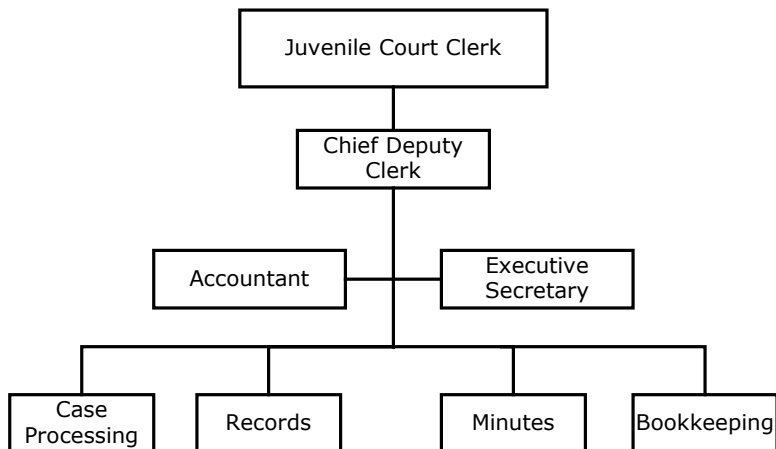 Juvenile Court Clerk
Chief Deputy
Clerk
Accountant
Executive
Secretary
Case
Processing
Records
Minutes
Bookkeeping